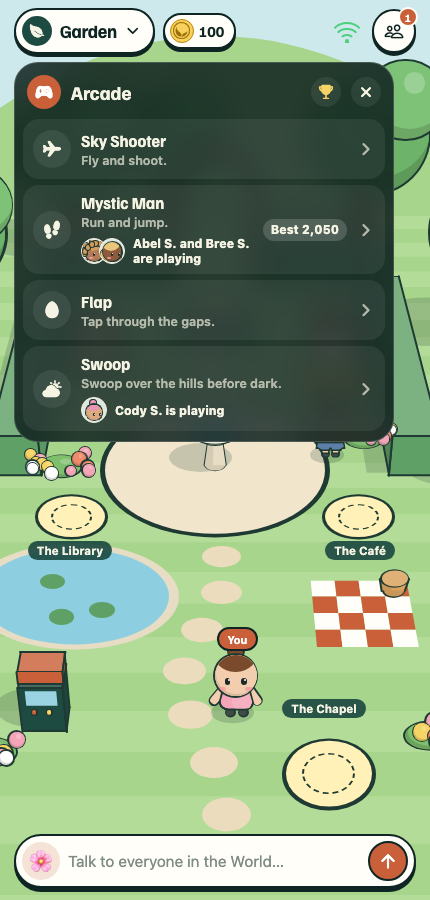 Garden
100
1
Arcade
Sky Shooter
Fly and shoot.
Mystic Man
Run and jump.
Abel S. and Bree S.
are playing
Best 2,050
Flap
Tap through the gaps.
Swoop
Swoop over the hills before dark.
Cody S. is playing
The Library
The Café
You
The Chapel
Talk to everyone in the World...